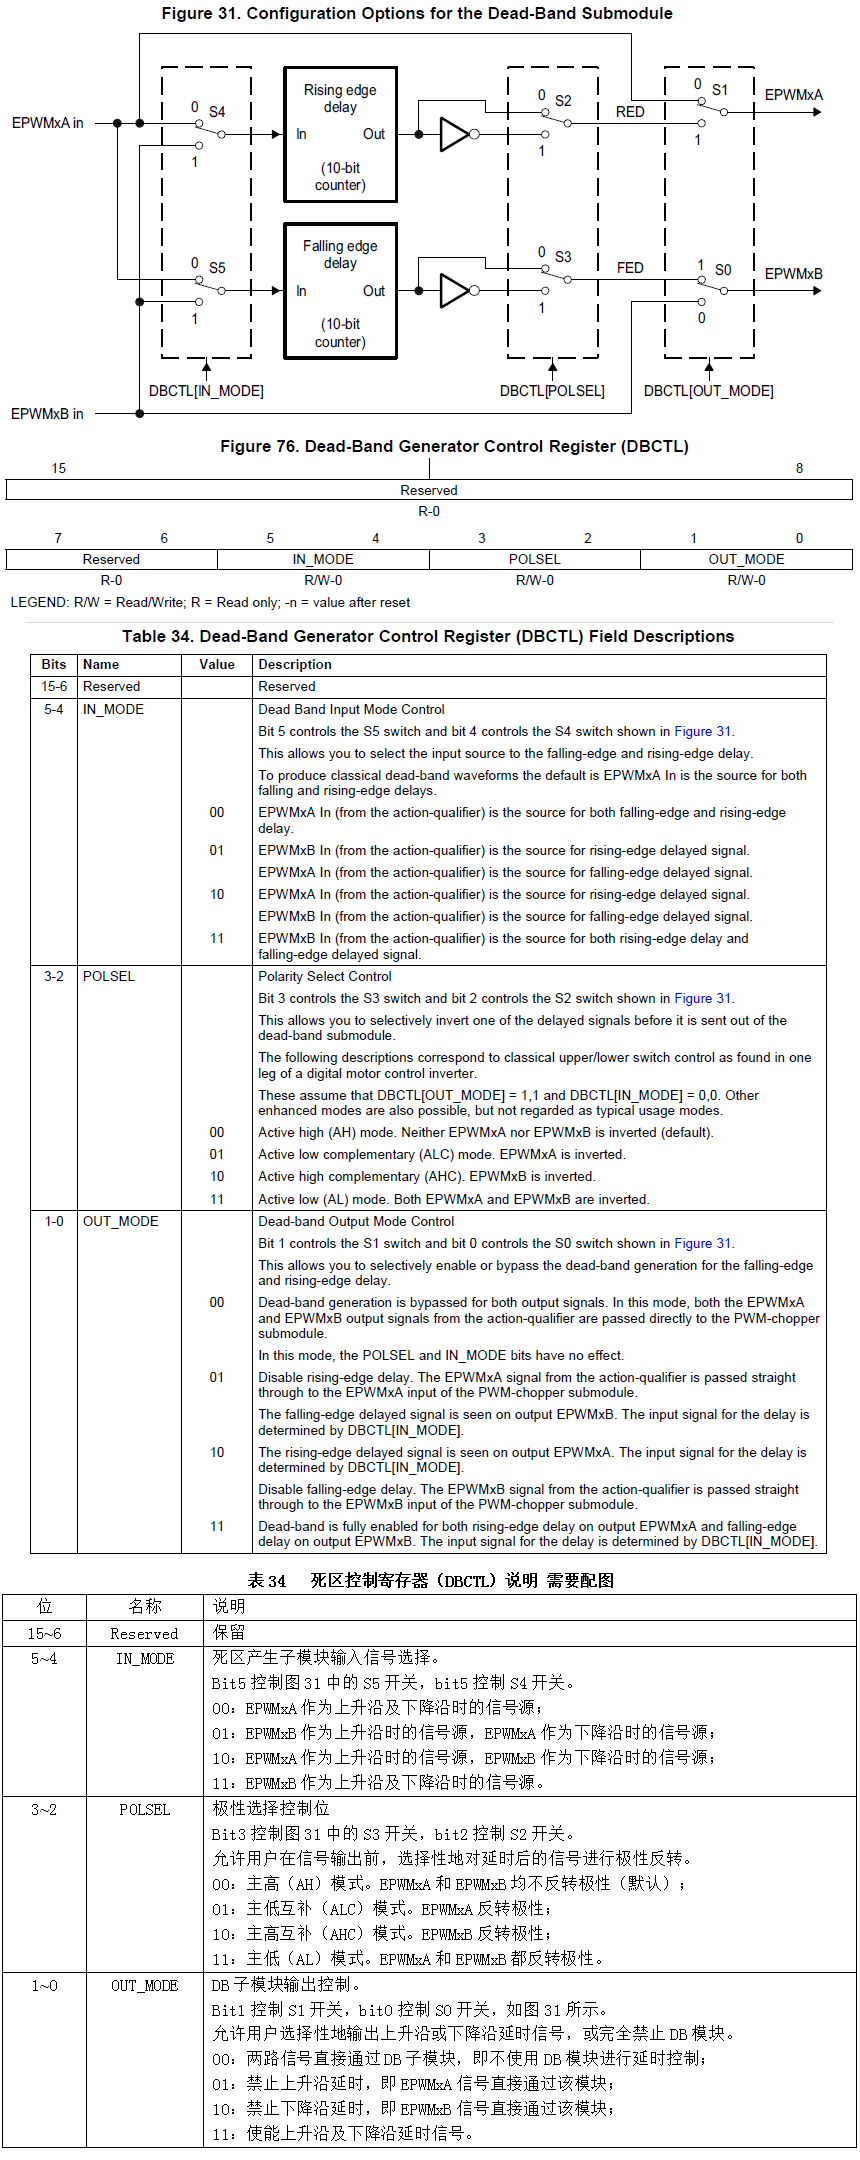 Figure 31. Configuration Options for the Dead-Band Submodule
0 S4
1
Rising edge
delay
In Out
(10-bit
counter)
0 S2
1
RED
0 S1
1
EPWMxA
EPWMxA in
0 S5
1
Falling edge
delay
In Out
(10-bit
counter)
0 S3
1
FED
1 S0
0
EPWMxB
DBCTL[IN_MODE]
DBCTL[POLSEL]
DBCTL[OUT_MODE]
EPWMxB in
Figure 76. Dead-Band Generator Control Register (DBCTL)
15 8
Reserved
R-0
7 6 5 4 3 2 1 0
Reserved IN_MODE POLSEL OUT_MODE
R-0 R/W-0 R/W-0 R/W-0
LEGEND: R/W = Read/Write; R = Read only; -n = value after reset
Table 34. Dead-Band Generator Control Register (DBCTL) Field Descriptions
Bits Name Value Description
15-6 Reserved Reserved
5-4 IN_MODE Dead Band Input Mode Control
Bit 5 controls the S5 switch and bit 4 controls the S4 switch shown in Figure 31.
This allows you to select the input source to the falling-edge and rising-edge delay.
To produce classical dead-band waveforms the default is EPWMxA In is the source for both
falling and rising-edge delays.
00 EPWMxA In (from the action-qualifier) is the source for both falling-edge and rising-edge
delay.
01 EPWMxB In (from the action-qualifier) is the source for rising-edge delayed signal.
EPWMxA In (from the action-qualifier) is the source for falling-edge delayed signal.
10 EPWMxA In (from the action-qualifier) is the source for rising-edge delayed signal.
EPWMxB In (from the action-qualifier) is the source for falling-edge delayed signal.
11 EPWMxB In (from the action-qualifier) is the source for both rising-edge delay and
falling-edge delayed signal.
3-2 POLSEL Polarity Select Control
Bit 3 controls the S3 switch and bit 2 controls the S2 switch shown in Figure 31.
This allows you to selectively invert one of the delayed signals before it is sent out of the
dead-band submodule.
The following descriptions correspond to classical upper/lower switch control as found in one
leg of a digital motor control inverter.
These assume that DBCTL[OUT_MODE] = 1,1 and DBCTL[IN_MODE] = 0,0. Other
enhanced modes are also possible, but not regarded as typical usage modes.
00 Active high (AH) mode. Neither EPWMxA nor EPWMxB is inverted (default).
01 Active low complementary (ALC) mode. EPWMxA is inverted.
10 Active high complementary (AHC). EPWMxB is inverted.
11 Active low (AL) mode. Both EPWMxA and EPWMxB are inverted.
1-0 OUT_MODE Dead-band Output Mode Control
Bit 1 controls the S1 switch and bit 0 controls the S0 switch shown in Figure 31.
This allows you to selectively enable or bypass the dead-band generation for the falling-edge
and rising-edge delay.
00 Dead-band generation is bypassed for both output signals. In this mode, both the EPWMxA
and EPWMxB output signals from the action-qualifier are passed directly to the PWM-chopper
submodule.
In this mode, the POLSEL and IN_MODE bits have no effect.
01 Disable rising-edge delay. The EPWMxA signal from the action-qualifier is passed straight
through to the EPWMxA input of the PWM-chopper submodule.
The falling-edge delayed signal is seen on output EPWMxB. The input signal for the delay is
determined by DBCTL[IN_MODE].
10 The rising-edge delayed signal is seen on output EPWMxA. The input signal for the delay is
determined by DBCTL[IN_MODE].
Disable falling-edge delay. The EPWMxB signal from the action-qualifier is passed straight
through to the EPWMxB input of the PWM-chopper submodule.
11 Dead-band is fully enabled for both rising-edge delay on output EPWMxA and falling-edge
delay on output EPWMxB. The input signal for the delay is determined by DBCTL[IN_MODE].
表 34 死区控制寄存器（DBCTL）说明 需要配图
位 名称 说明
15~6 Reserved 保留
5~4 IN_MODE 死区产生子模块输入信号选择。
Bit5 控制图 31 中的 S5 开关，bit5 控制 S4 开关。
00：EPWMxA 作为上升沿及下降沿时的信号源；
01：EPWMxB 作为上升沿时的信号源，EPWMxA 作为下降沿时的信号源；
10：EPWMxA 作为上升沿时的信号源，EPWMxB 作为下降沿时的信号源；
11：EPWMxB 作为上升沿及下降沿时的信号源。
3~2 POLSEL 极性选择控制位
Bit3 控制图 31 中的 S3 开关，bit2 控制 S2 开关。
允许用户在信号输出前，选择性地对延时后的信号进行极性反转。
00：主高（AH）模式。EPWMxA 和 EPWMxB 均不反转极性（默认）；
01：主低互补（ALC）模式。EPWMxA 反转极性；
10：主高互补（AHC）模式。EPWMxB 反转极性；
11：主低（AL）模式。EPWMxA 和 EPWMxB 都反转极性。
1~0 OUT_MODE DB 子模块输出控制。
Bit1 控制 S1 开关，bit0 控制 S0 开关，如图 31 所示。
允许用户选择性地输出上升沿或下降沿延时信号，或完全禁止 DB 模块。
00：两路信号直接通过 DB 子模块，即不使用 DB 模块进行延时控制；
01：禁止上升沿延时，即 EPWMxA 信号直接通过该模块；
10：禁止下降沿延时，即 EPWMxB 信号直接通过该模块；
11：使能上升沿及下降沿延时信号。